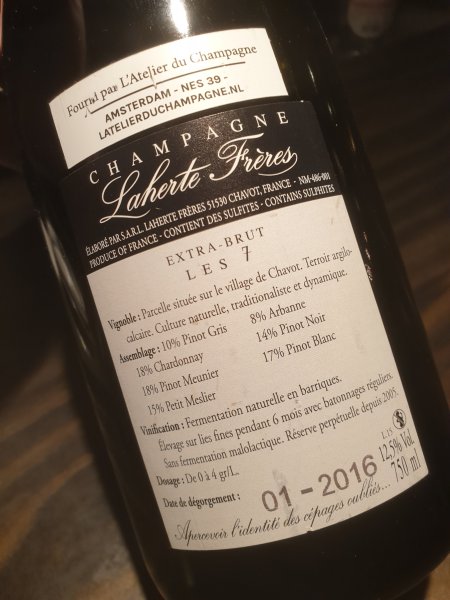 Found par L'Atelier du Champagne
AMSTERDAM - NES 39 -
LATELIERDUCHAMPAGNE.NL
CHAMPAGNE
Laherte Frères
ÉLABORÉ PAR S.A.R.L. LAHERTE FRÈRES 51530 CHAVOT, FRANCE - NM-486-001
PRODUCE OF FRANCE - CONTIENT DES SULFITES - CONTAINS SULPHITES
EXTRA-BRUT
LES 7
Vignoble : Parcelle située sur le village de Chavot. Terroir argilo-
calcaire. Culture naturelle, traditionaliste et dynamique.
Assemblage : 10% Pinot Gris 8% Arbanne
18% Chardonnay 14% Pinot Noir
18% Pinot Meunier 17% Pinot Blanc
15% Petit Meslier
Vinification : Fermentation naturelle en barriques.
Élevage sur lies fines pendant 6 mois avec batonnages réguliers.
Sans fermentation malolactique. Réserve perpétuelle depuis 2005.
Dosage : De 0 à 4 gr/L.
L.15
12,5% Vol.
750 ml
Date de dégorgement : 01-2016
Apercevoir l'identité des cépages oubliés...